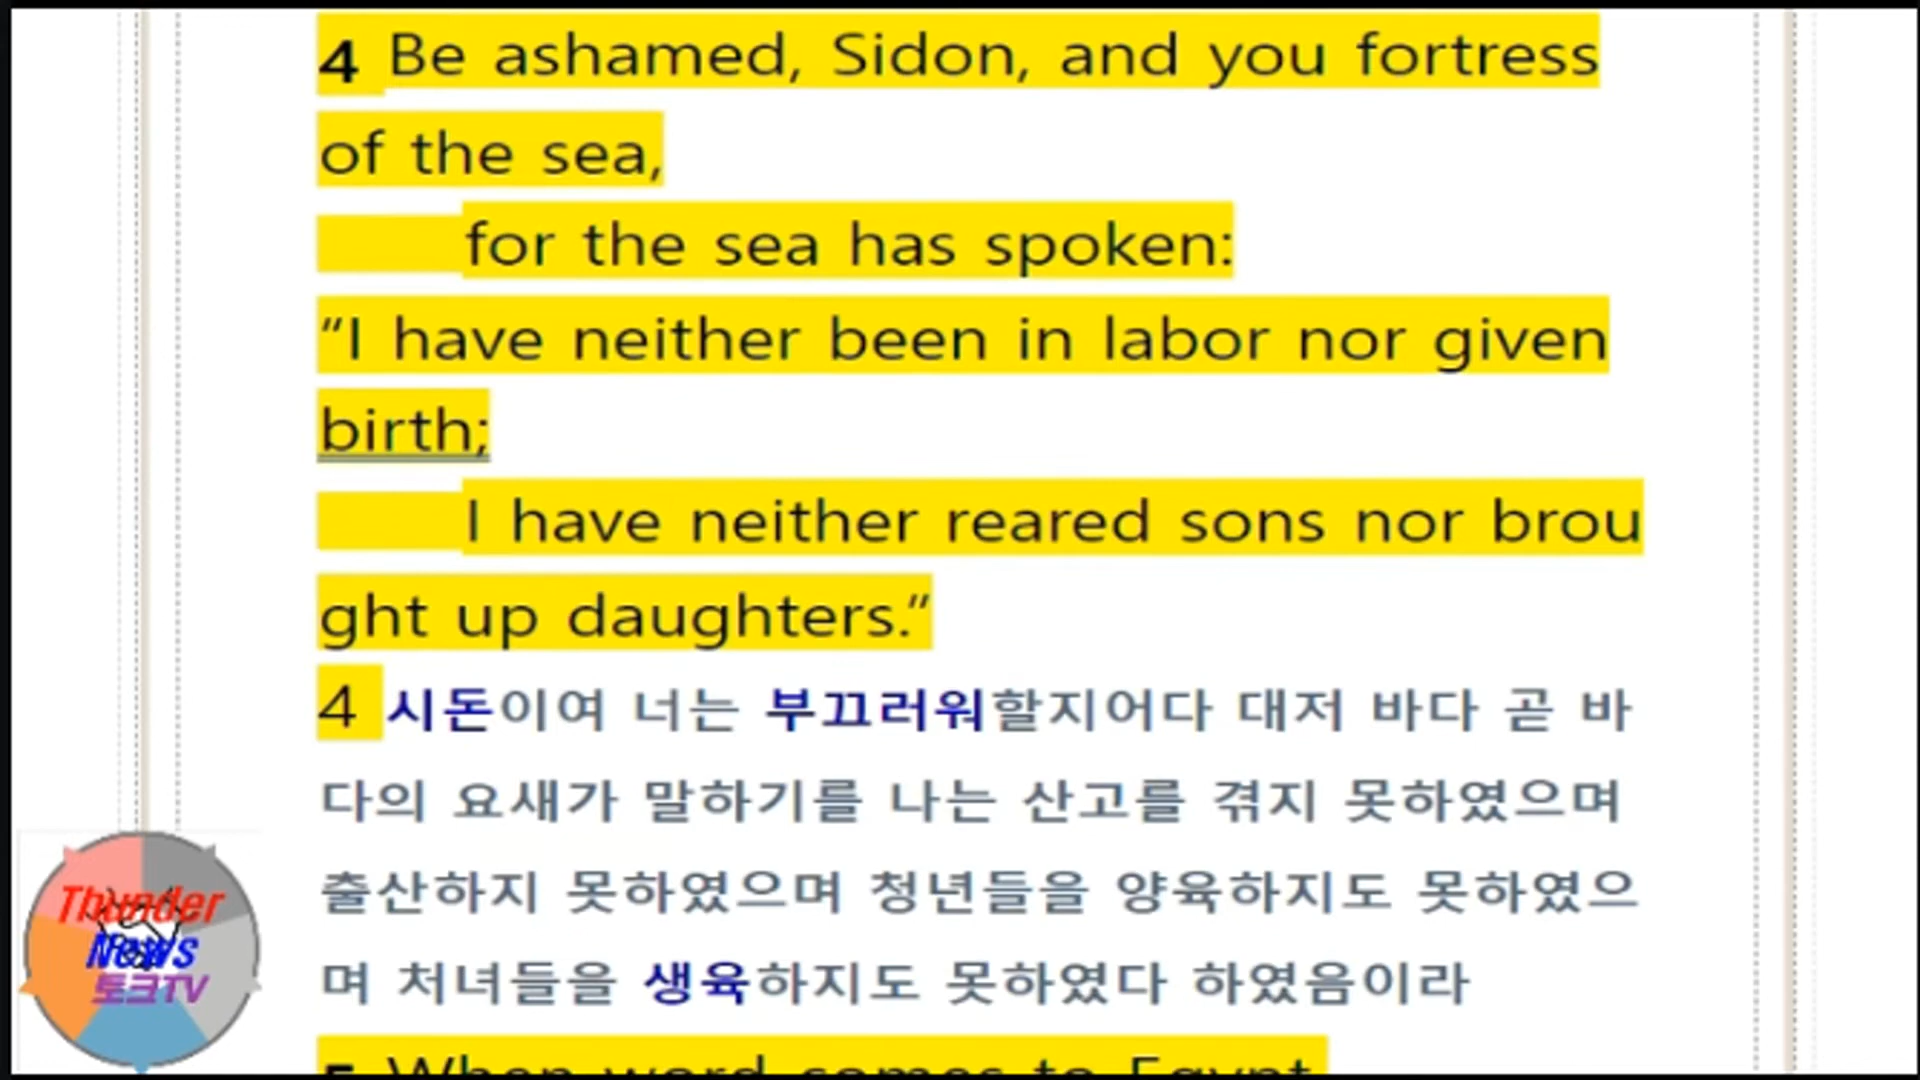 4 Be ashamed, Sidon, and you fortress
of the sea,
for the sea has spoken:
“I have neither been in labor nor given
birth;
I have neither reared sons nor brou
ght up daughters.”
4 시돈이여 너는 부끄러워할지어다 대저 바다 곧 바
다의 요새가 말하기를 나는 산고를 겪지 못하였으며
출산하지 못하였으며 청년들을 양육하지도 못하였으
며 처녀들을 생육하지도 못하였다 하였음이라
5 When word comes to Egypt,
Thunder
News
토크TV